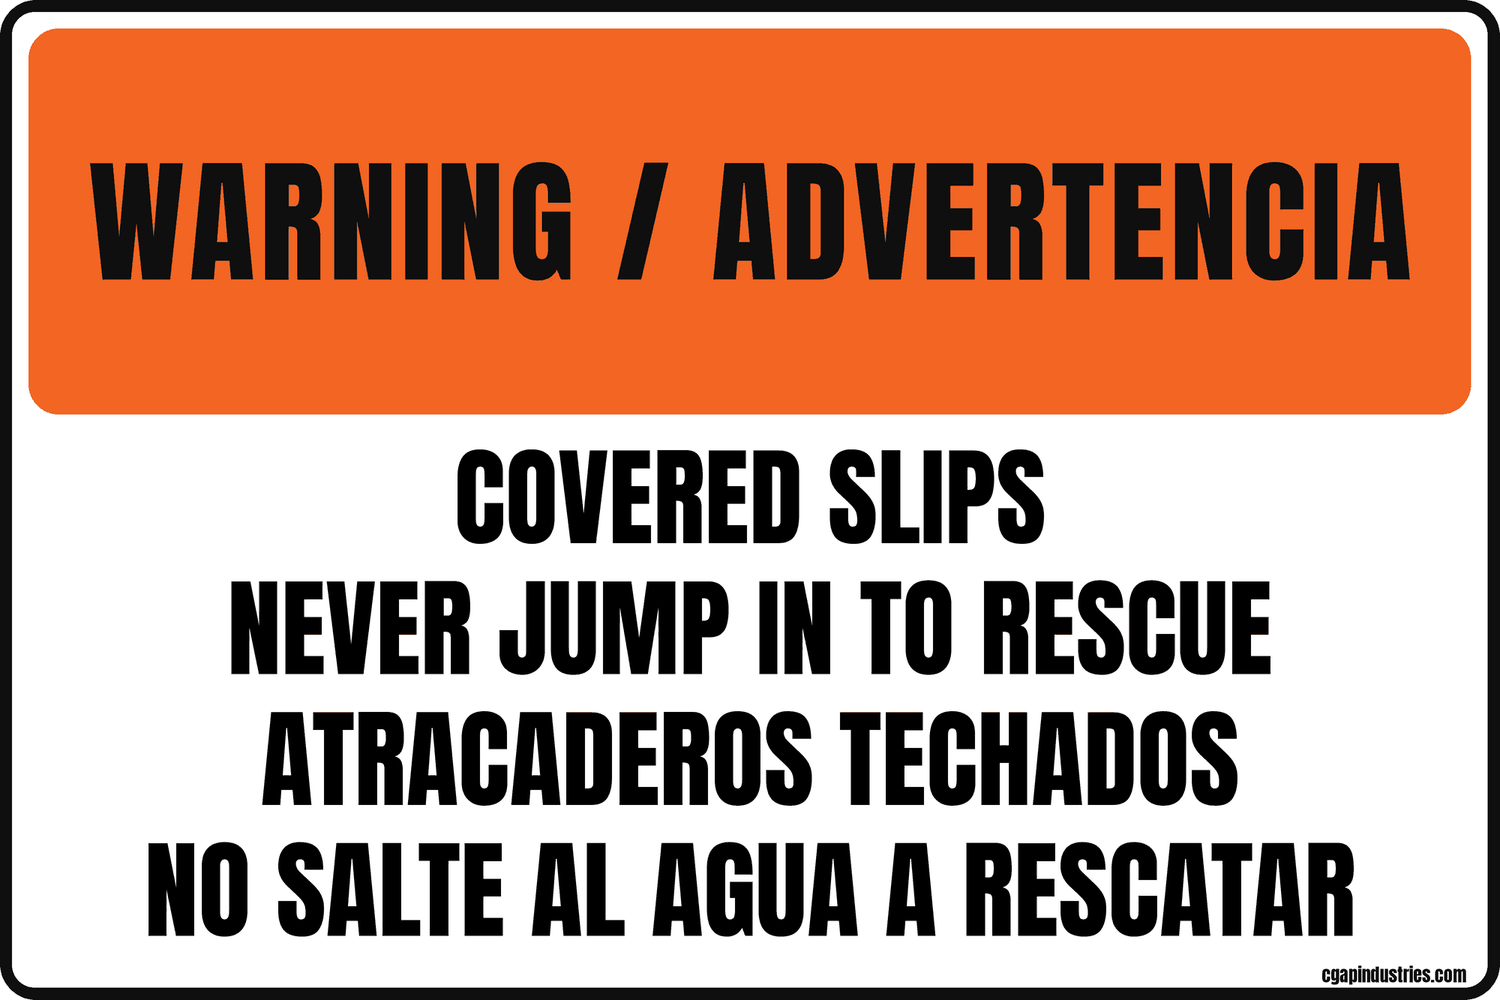 WARNING / ADVERTENCIA
COVERED SLIPS
NEVER JUMP IN TO RESCUE
ATRACADEROS TECHADOS
NO SALTE AL AGUA A RESCATAR
cgapindustries.com